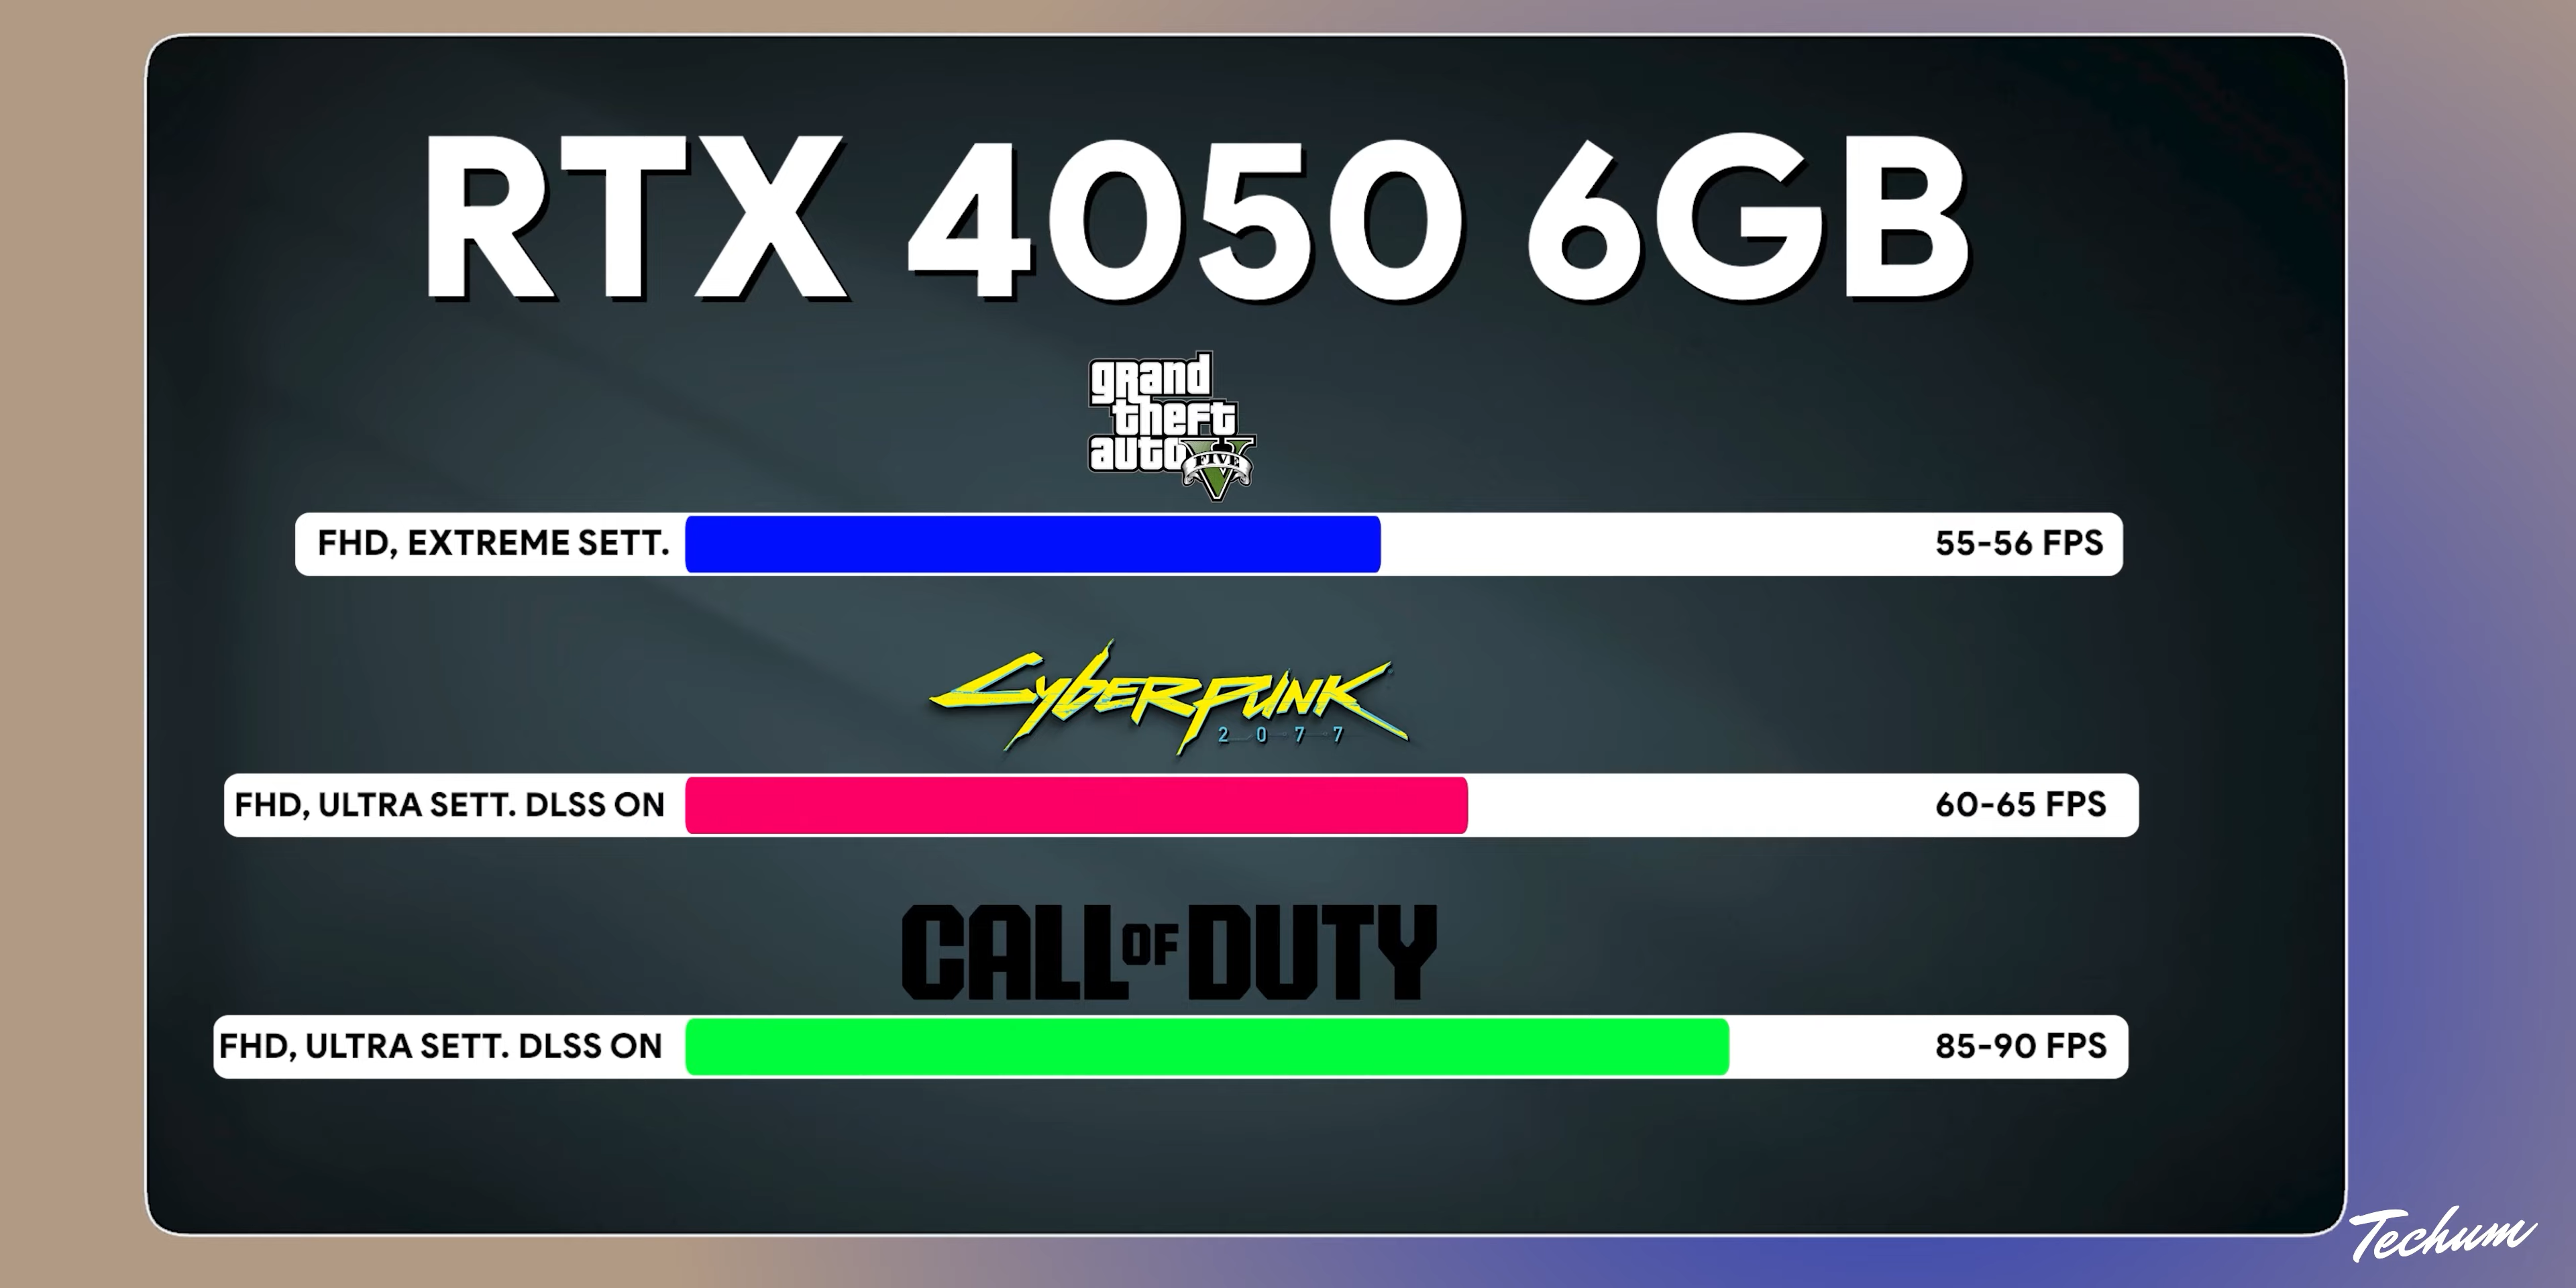 RTX 4050 6GB
grand
theft
auto
FIVE
FHD, EXTREME SETT. 55-56 FPS
Cyberpunk
2077
FHD, ULTRA SETT. DLSS ON 60-65 FPS
CALL OF DUTY
FHD, ULTRA SETT. DLSS ON 85-90 FPS
Techum